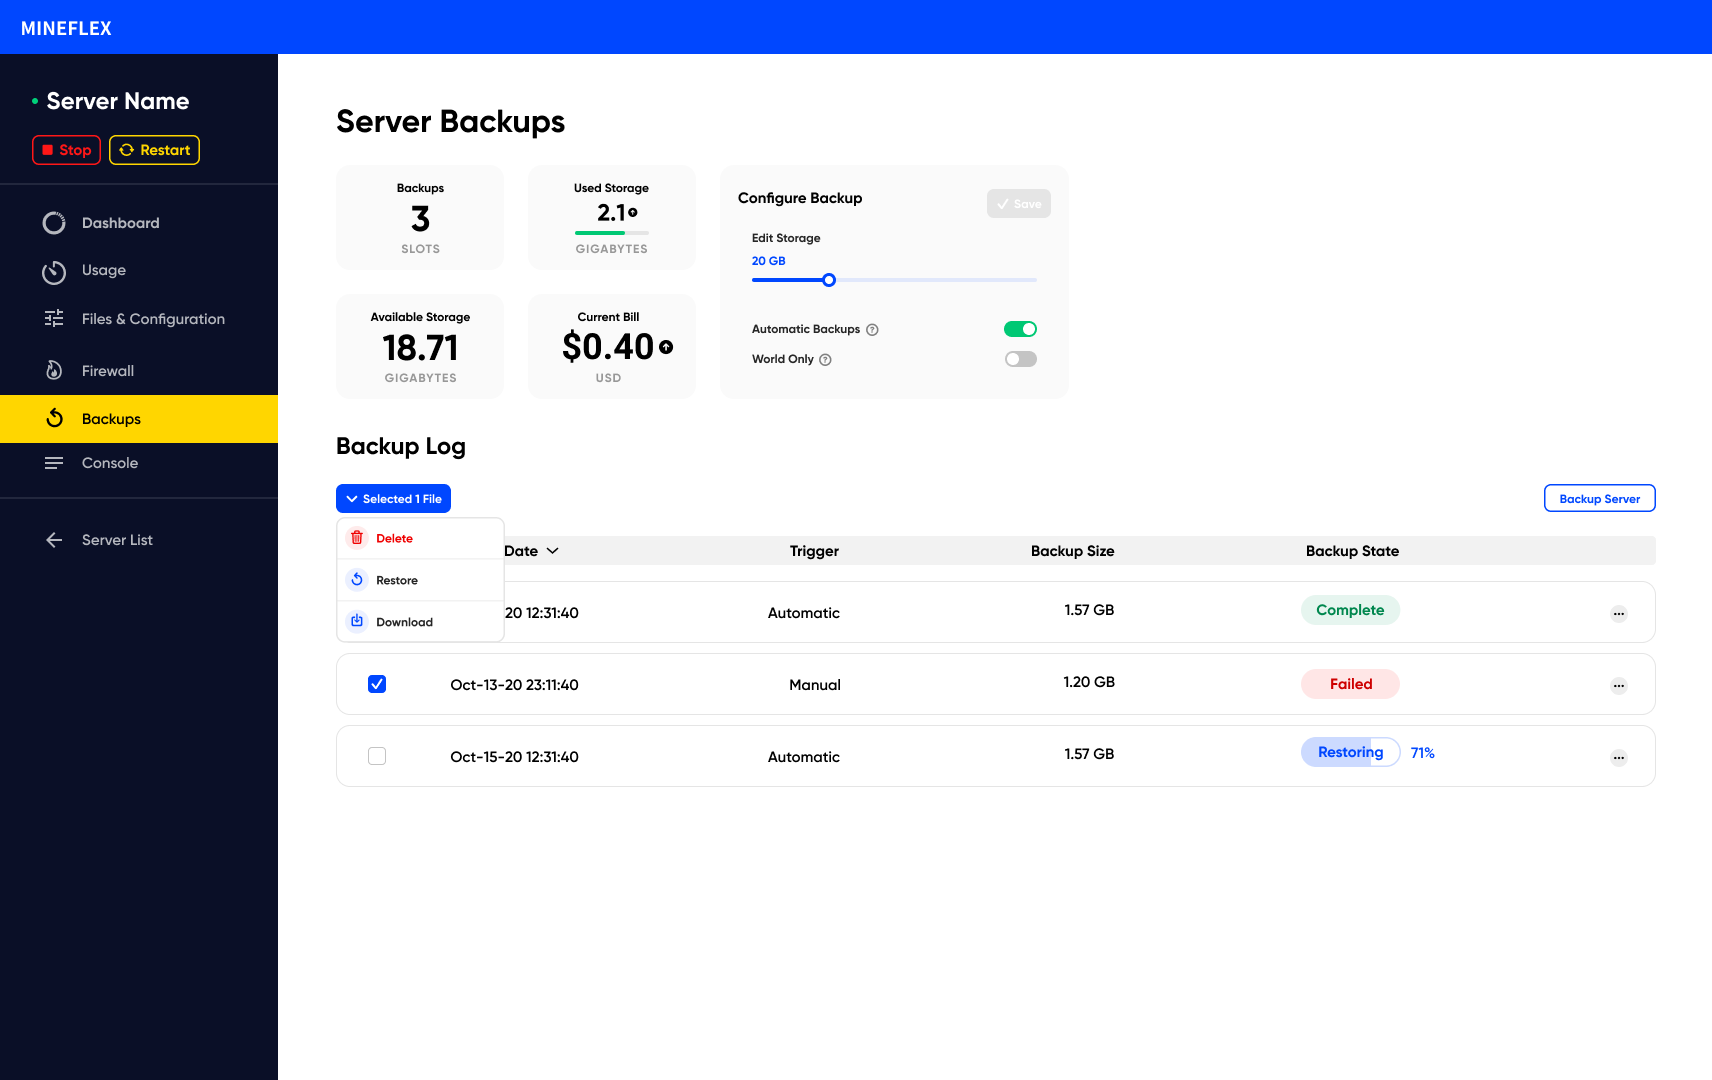 MINEFLEX
Server Name
Stop
Restart
Dashboard
Usage
Files & Configuration
Firewall
Backups
Console
Server List
Server Backups
Backups
3
SLOTS
Used Storage
2.1
GIGABYTES
Available Storage
18.71
GIGABYTES
Current Bill
$0.40
USD
Configure Backup
Save
Edit Storage
20 GB
Automatic Backups ?
World Only ?
Backup Log
Selected 1 File
Backup Server
Delete
Restore
Download
Date Trigger Backup Size Backup State
20 12:31:40 Automatic 1.57 GB Complete ...
Oct-13-20 23:11:40 Manual 1.20 GB Failed ...
Oct-15-20 12:31:40 Automatic 1.57 GB Restoring 71% ...